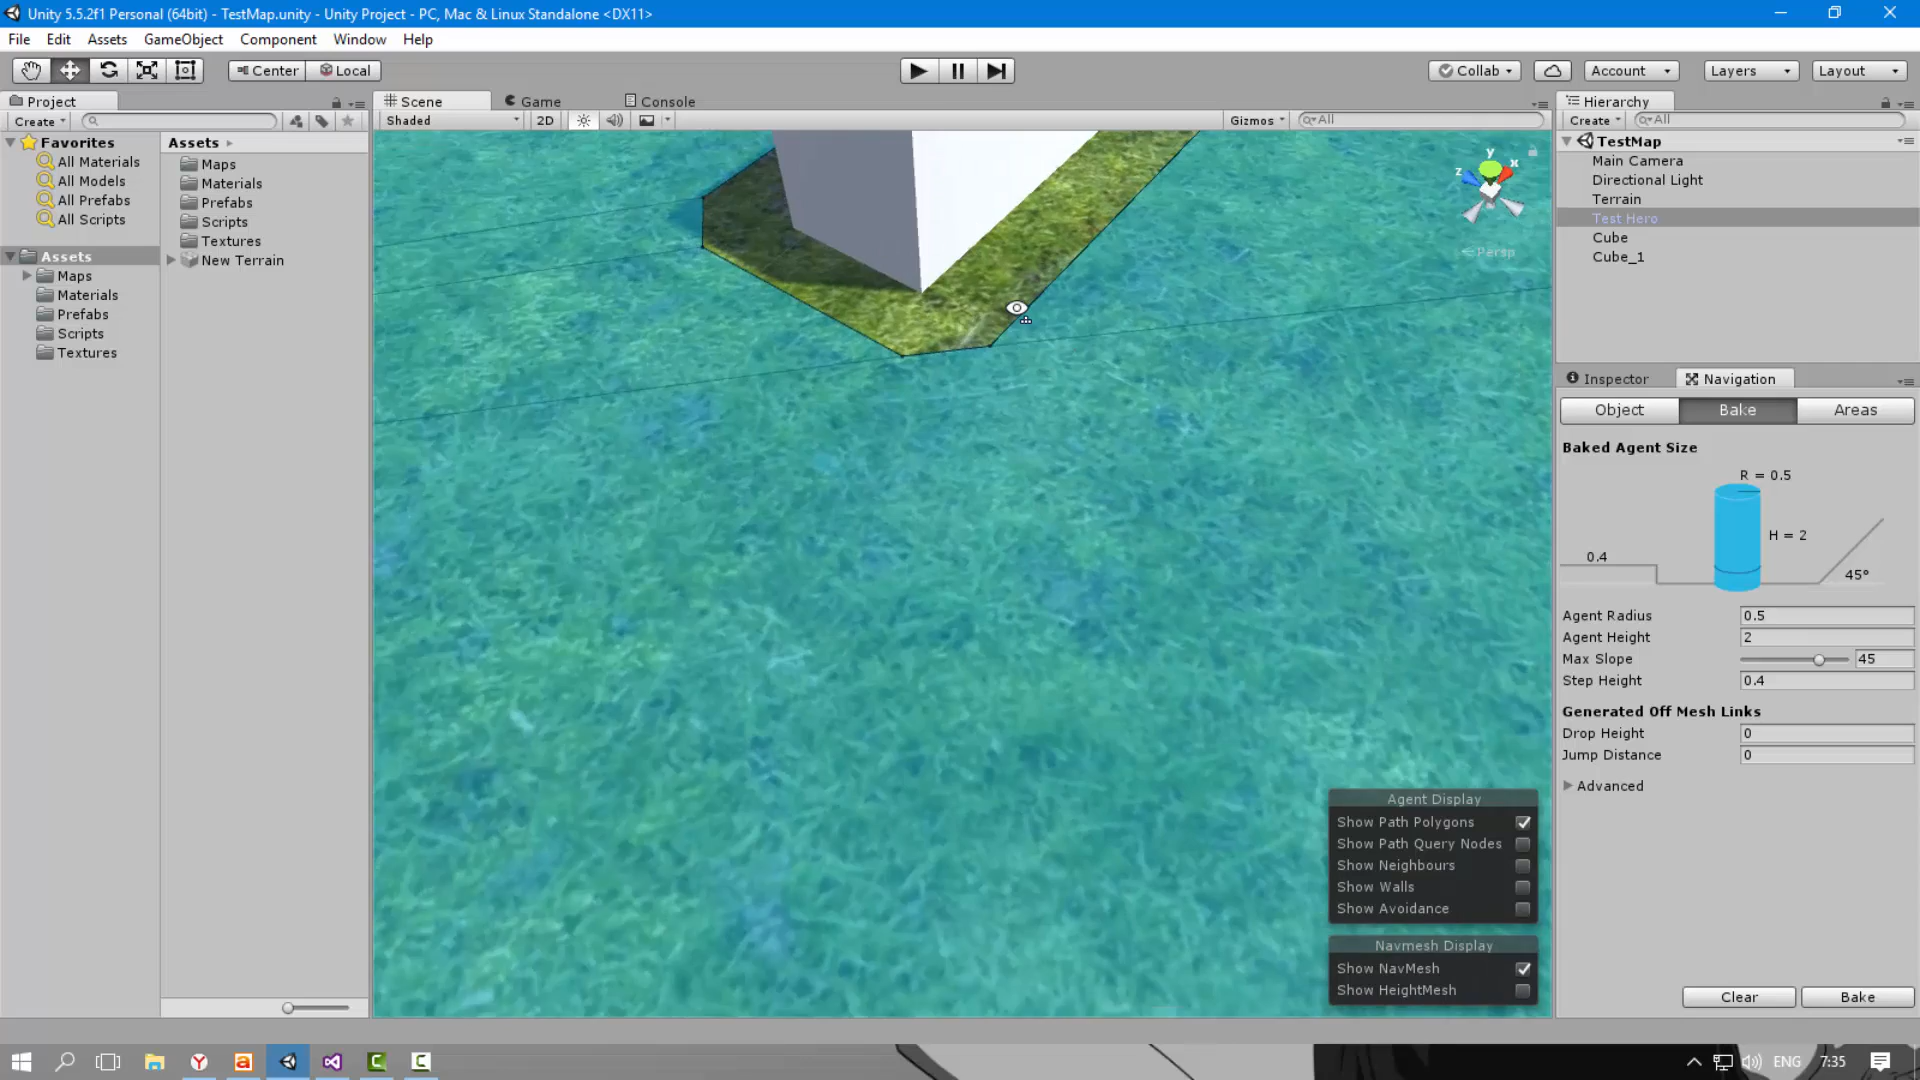 Unity 5.5.2f1 Personal (64bit) - TestMap.unity - Unity Project - PC, Mac & Linux Standalone <DX11>
File Edit Assets GameObject Component Window Help
Center Local Collab Account Layers Layout
Project
Create
Favorites
All Materials
All Models
All Prefabs
All Scripts
Assets
Maps
Materials
Prefabs
Scripts
Textures
Assets
Maps
Materials
Prefabs
Scripts
Textures
New Terrain
Scene Game Console
Shaded 2D Gizmos All
y
x
z
Persp
Agent Display
Show Path Polygons
Show Path Query Nodes
Show Neighbours
Show Walls
Show Avoidance
Navmesh Display
Show NavMesh
Show HeightMesh
Hierarchy
Create All
TestMap
Main Camera
Directional Light
Terrain
Test Hero
Cube
Cube_1
Inspector Navigation
Object Bake Areas
Baked Agent Size
R = 0.5
H = 2
0.4
45°
Agent Radius 0.5
Agent Height 2
Max Slope 45
Step Height 0.4
Generated Off Mesh Links
Drop Height 0
Jump Distance 0
Advanced
Clear Bake
ENG 7:35